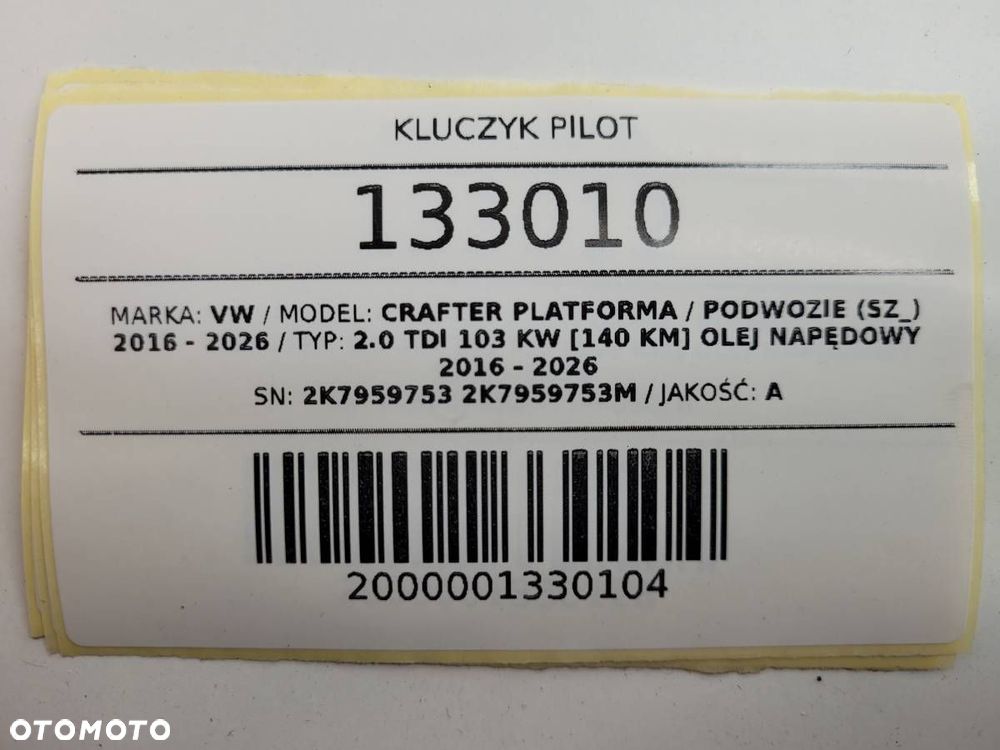 KLUCZYK PILOT
133010
MARKA: VW / MODEL: CRAFTER PLATFORMA / PODWOZIE (SZ_)
2016 - 2026 / TYP: 2.0 TDI 103 KW [140 KM] OLEJ NAPĘDOWY
2016 - 2026
SN: 2K7959753 2K7959753M / JAKOŚĆ: A
2000001330104
OTOMOTO